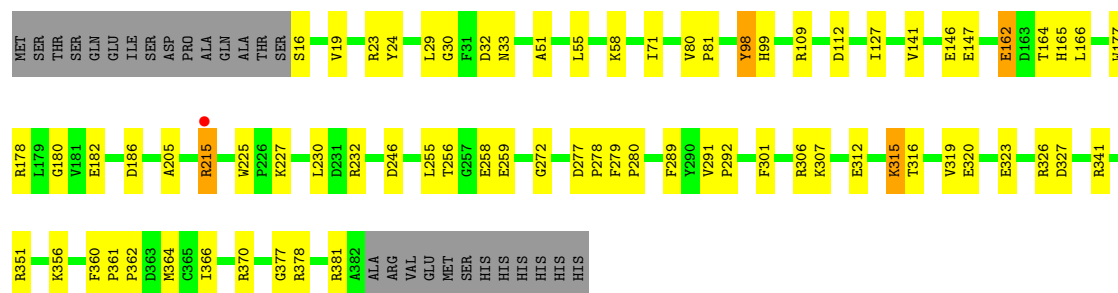 MET SER THR SER GLN GLU ILE SER ASP PRO ALA GLN ALA THR SER S16 V19 R23 Y24 L29 G30 F31 D32 N33 A51 L55 K58 I71 V80 P81 Y98 H99 R109 D112 I127 V141 E146 E147 E162 D163 T164 H165 L166 W177
R178 L179 G180 V181 E182 D186 A205 R215 W225 P226 K227 L230 D231 R232 D246 L255 T256 G257 E258 E259 G272 D277 P278 F279 P280 F289 Y290 V291 P292 F301 R306 K307 E312 K315 T316 V319 E320 E323 R326 D327 R341
R351 K356 F360 P361 P362 D363 M364 C365 I366 R370 G377 R378 R381 A382 ALA ARG VAL GLU MET SER HIS HIS HIS HIS HIS HIS